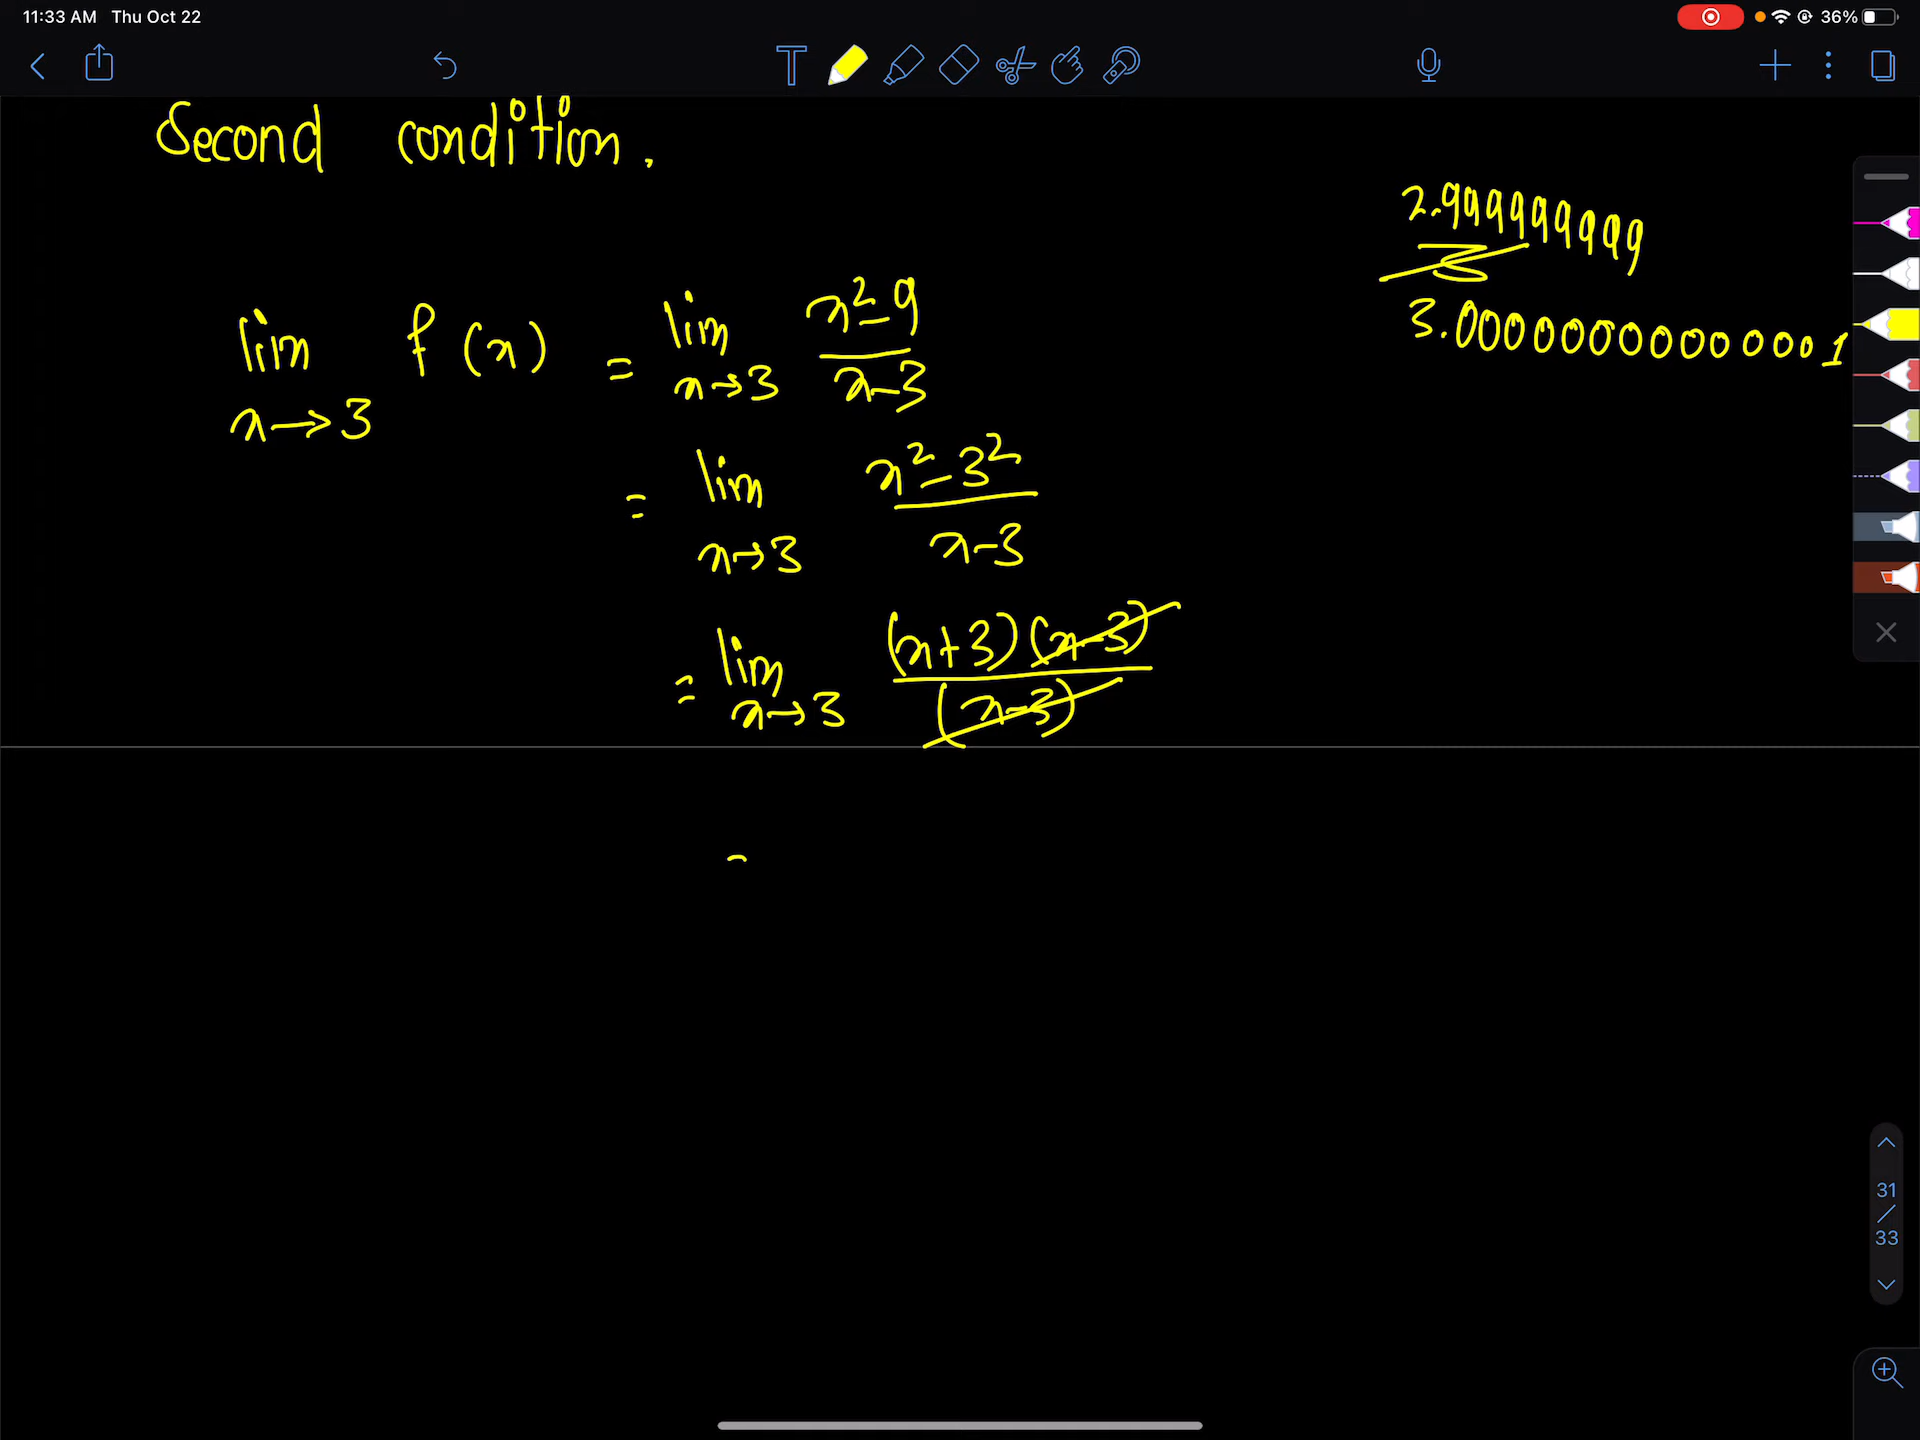 11:33 AM Thu Oct 22
36%
Second condition.
2.999999999
3
3.0000000000001
lim x→3 f(x) = lim x→3 x²-9 / x-3
= lim x→3 x²-3² / x-3
= lim x→3 (x+3)(x-3) / (x-3)
-
31 / 33